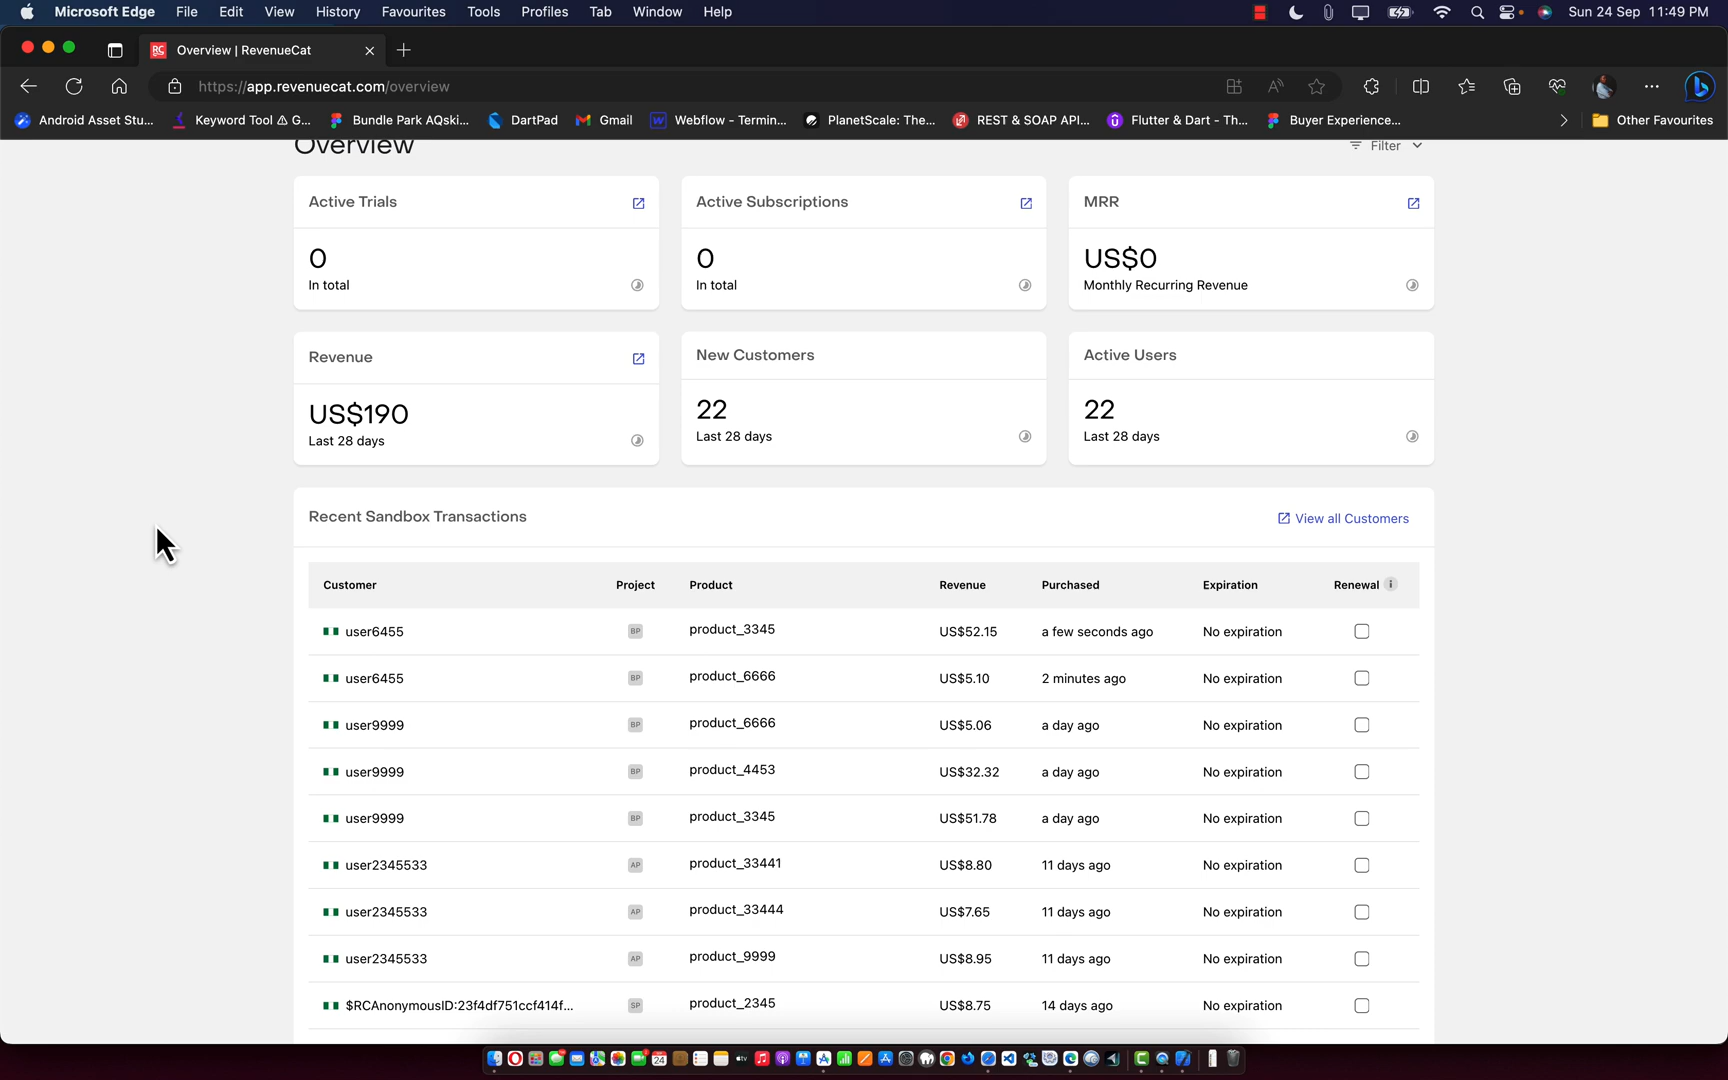 Microsoft Edge File Edit View History Favourites Tools Profiles Tab Window Help Sun 24 Sep 11:49 PM
RC Overview | RevenueCat
https://app.revenuecat.com/overview
Android Asset Stu... Keyword Tool ⚠ G... Bundle Park AQski... DartPad Gmail Webflow - Termin... PlanetScale: The... REST & SOAP API... Flutter & Dart - Th... Buyer Experience... Other Favourites
Overview Filter
Active Trials Active Subscriptions MRR
0 0 US$0
In total In total Monthly Recurring Revenue
Revenue New Customers Active Users
US$190 22 22
Last 28 days Last 28 days Last 28 days
Recent Sandbox Transactions View all Customers
Customer Project Product Revenue Purchased Expiration Renewal i
user6455 BP product_3345 US$52.15 a few seconds ago No expiration
user6455 BP product_6666 US$5.10 2 minutes ago No expiration
user9999 BP product_6666 US$5.06 a day ago No expiration
user9999 BP product_4453 US$32.32 a day ago No expiration
user9999 BP product_3345 US$51.78 a day ago No expiration
user2345533 AP product_33441 US$8.80 11 days ago No expiration
user2345533 AP product_33444 US$7.65 11 days ago No expiration
user2345533 AP product_9999 US$8.95 11 days ago No expiration
$RCAnonymousID:23f4df751ccf414f... SP product_2345 US$8.75 14 days ago No expiration
24